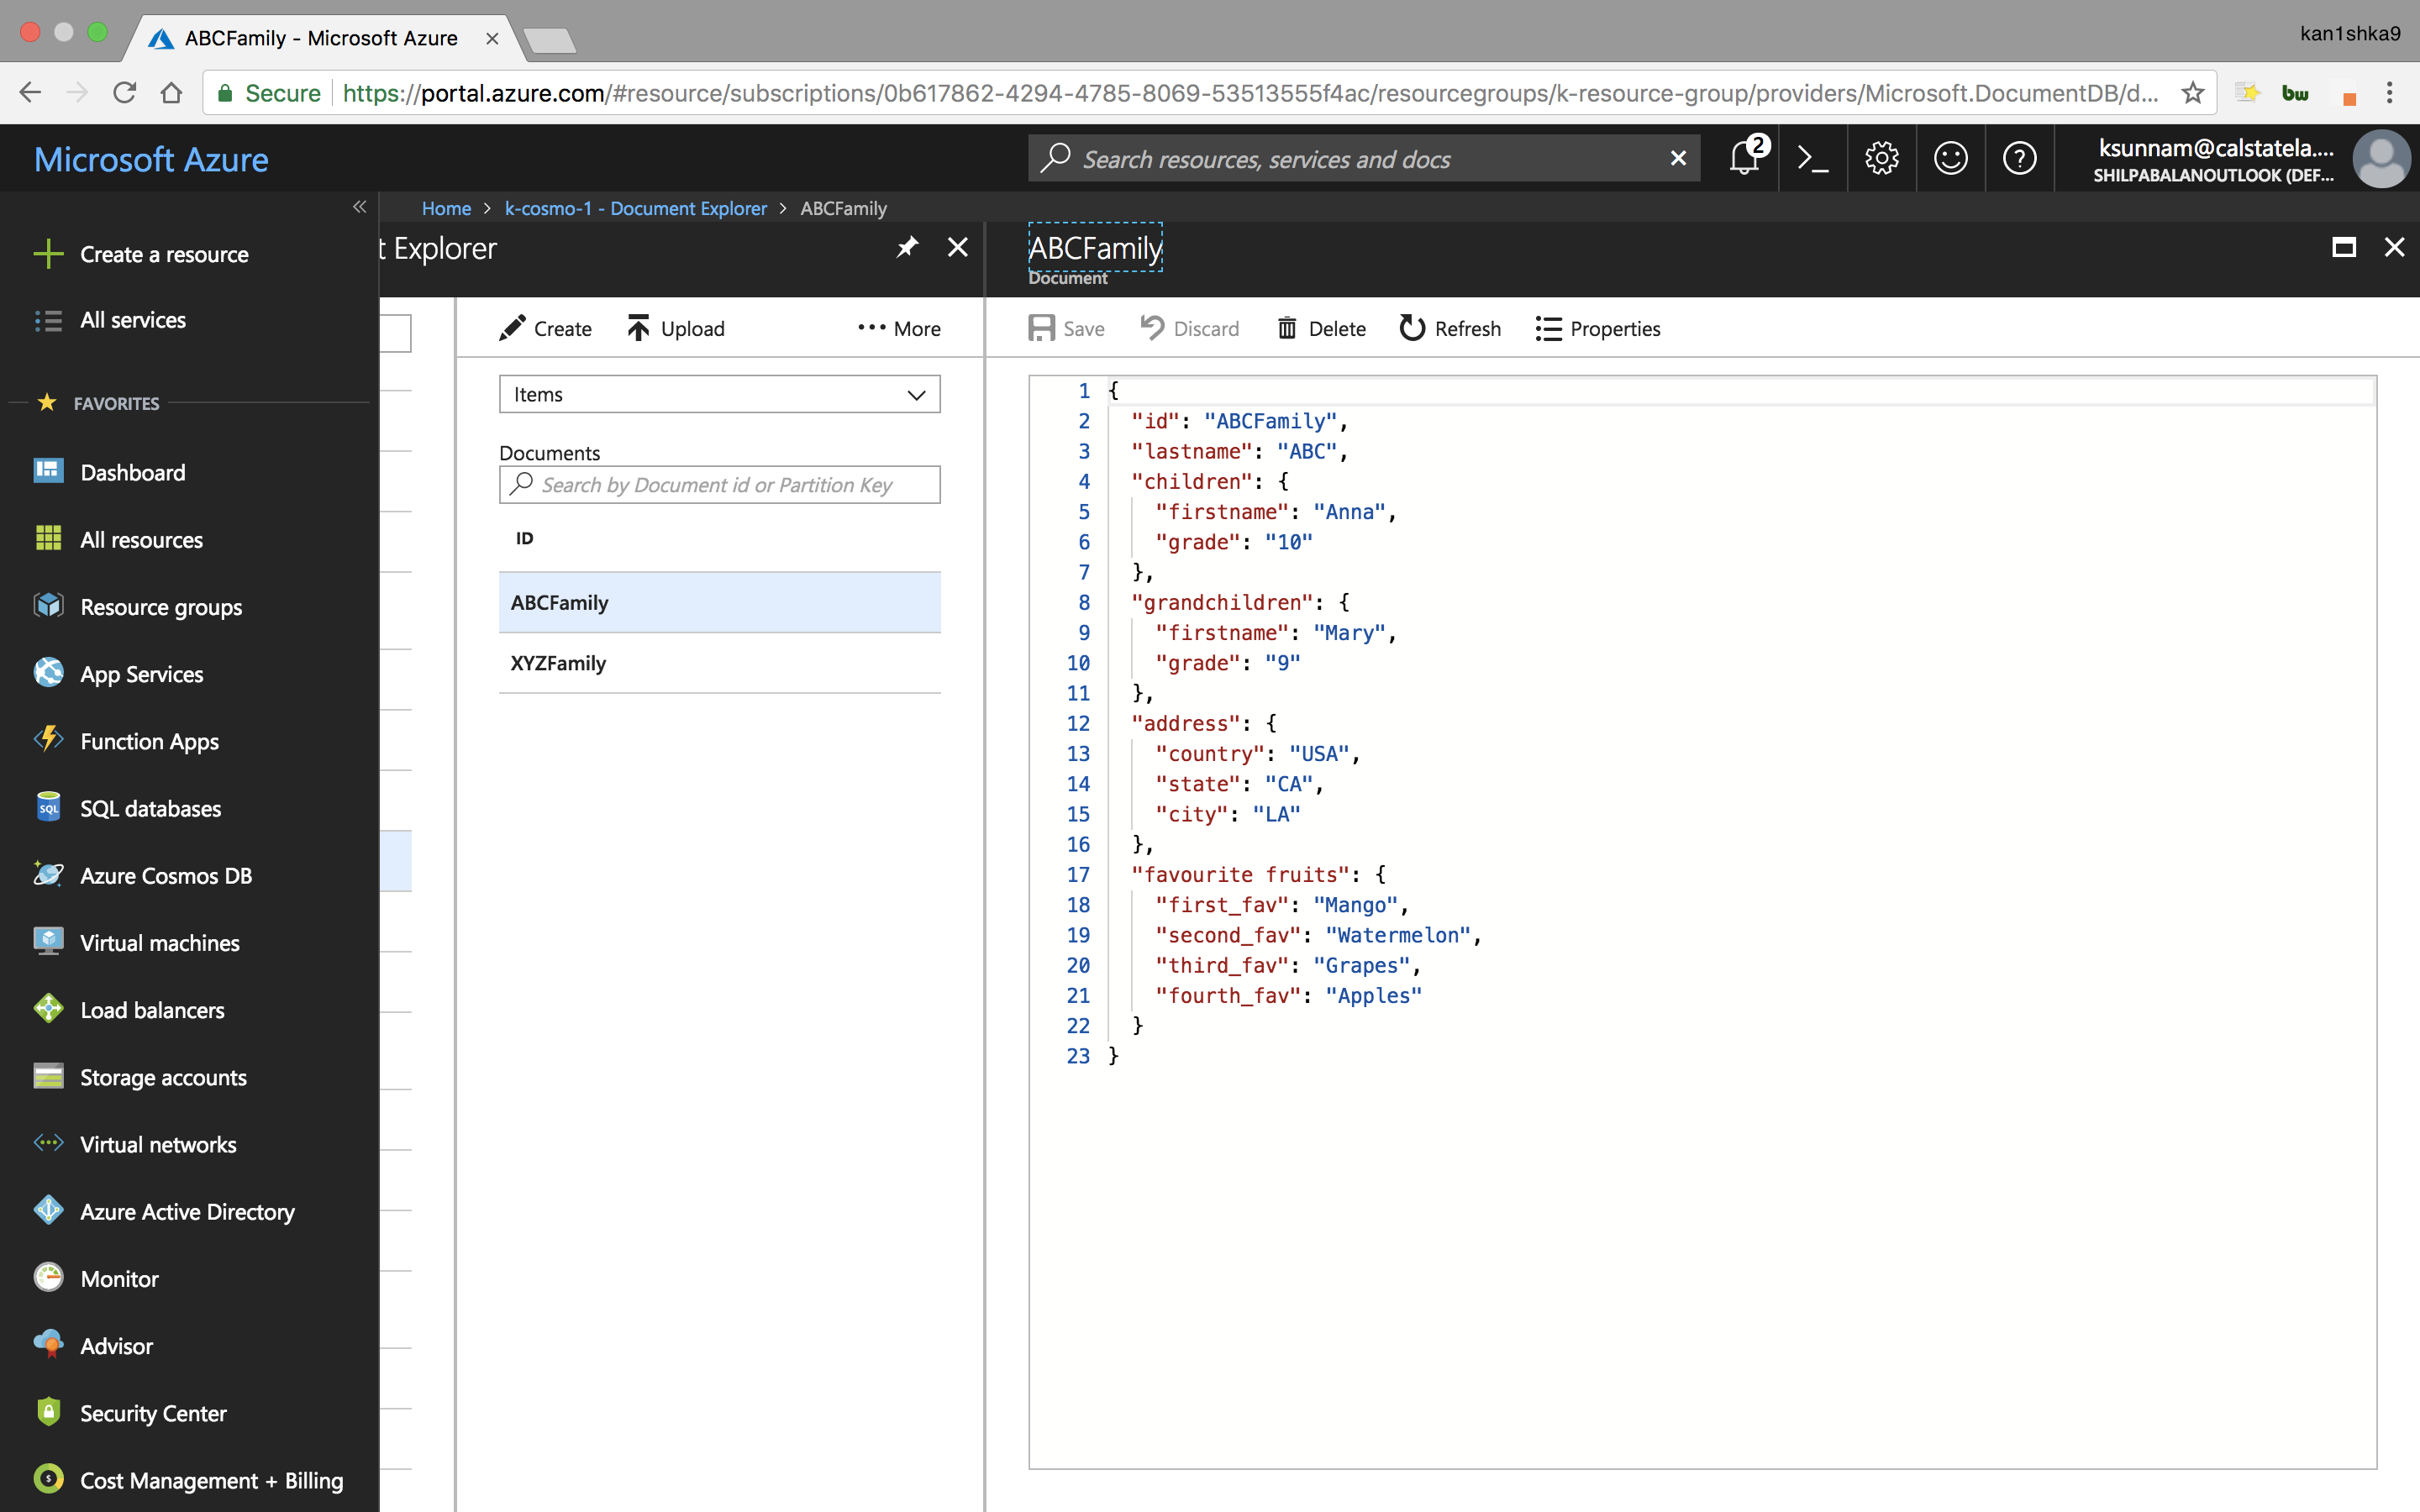 ABCFamily - Microsoft Azure
kan1shka9
Secure https://portal.azure.com/#resource/subscriptions/0b617862-4294-4785-8069-53513555f4ac/resourcegroups/k-resource-group/providers/Microsoft.DocumentDB/d...
bw
Microsoft Azure
Search resources, services and docs
2
ksunnam@calstatela....
SHILPABALANOUTLOOK (DEF...
Home > k-cosmo-1 - Document Explorer > ABCFamily
Create a resource
All services
FAVORITES
Dashboard
All resources
Resource groups
App Services
Function Apps
SQL databases
Azure Cosmos DB
Virtual machines
Load balancers
Storage accounts
Virtual networks
Azure Active Directory
Monitor
Advisor
Security Center
Cost Management + Billing
t Explorer
Create Upload ••• More
Items
Documents
Search by Document id or Partition Key
ID
ABCFamily
XYZFamily
ABCFamily
Document
Save Discard Delete Refresh Properties
1 {
2 "id": "ABCFamily",
3 "lastname": "ABC",
4 "children": {
5 "firstname": "Anna",
6 "grade": "10"
7 },
8 "grandchildren": {
9 "firstname": "Mary",
10 "grade": "9"
11 },
12 "address": {
13 "country": "USA",
14 "state": "CA",
15 "city": "LA"
16 },
17 "favourite fruits": {
18 "first_fav": "Mango",
19 "second_fav": "Watermelon",
20 "third_fav": "Grapes",
21 "fourth_fav": "Apples"
22 }
23 }